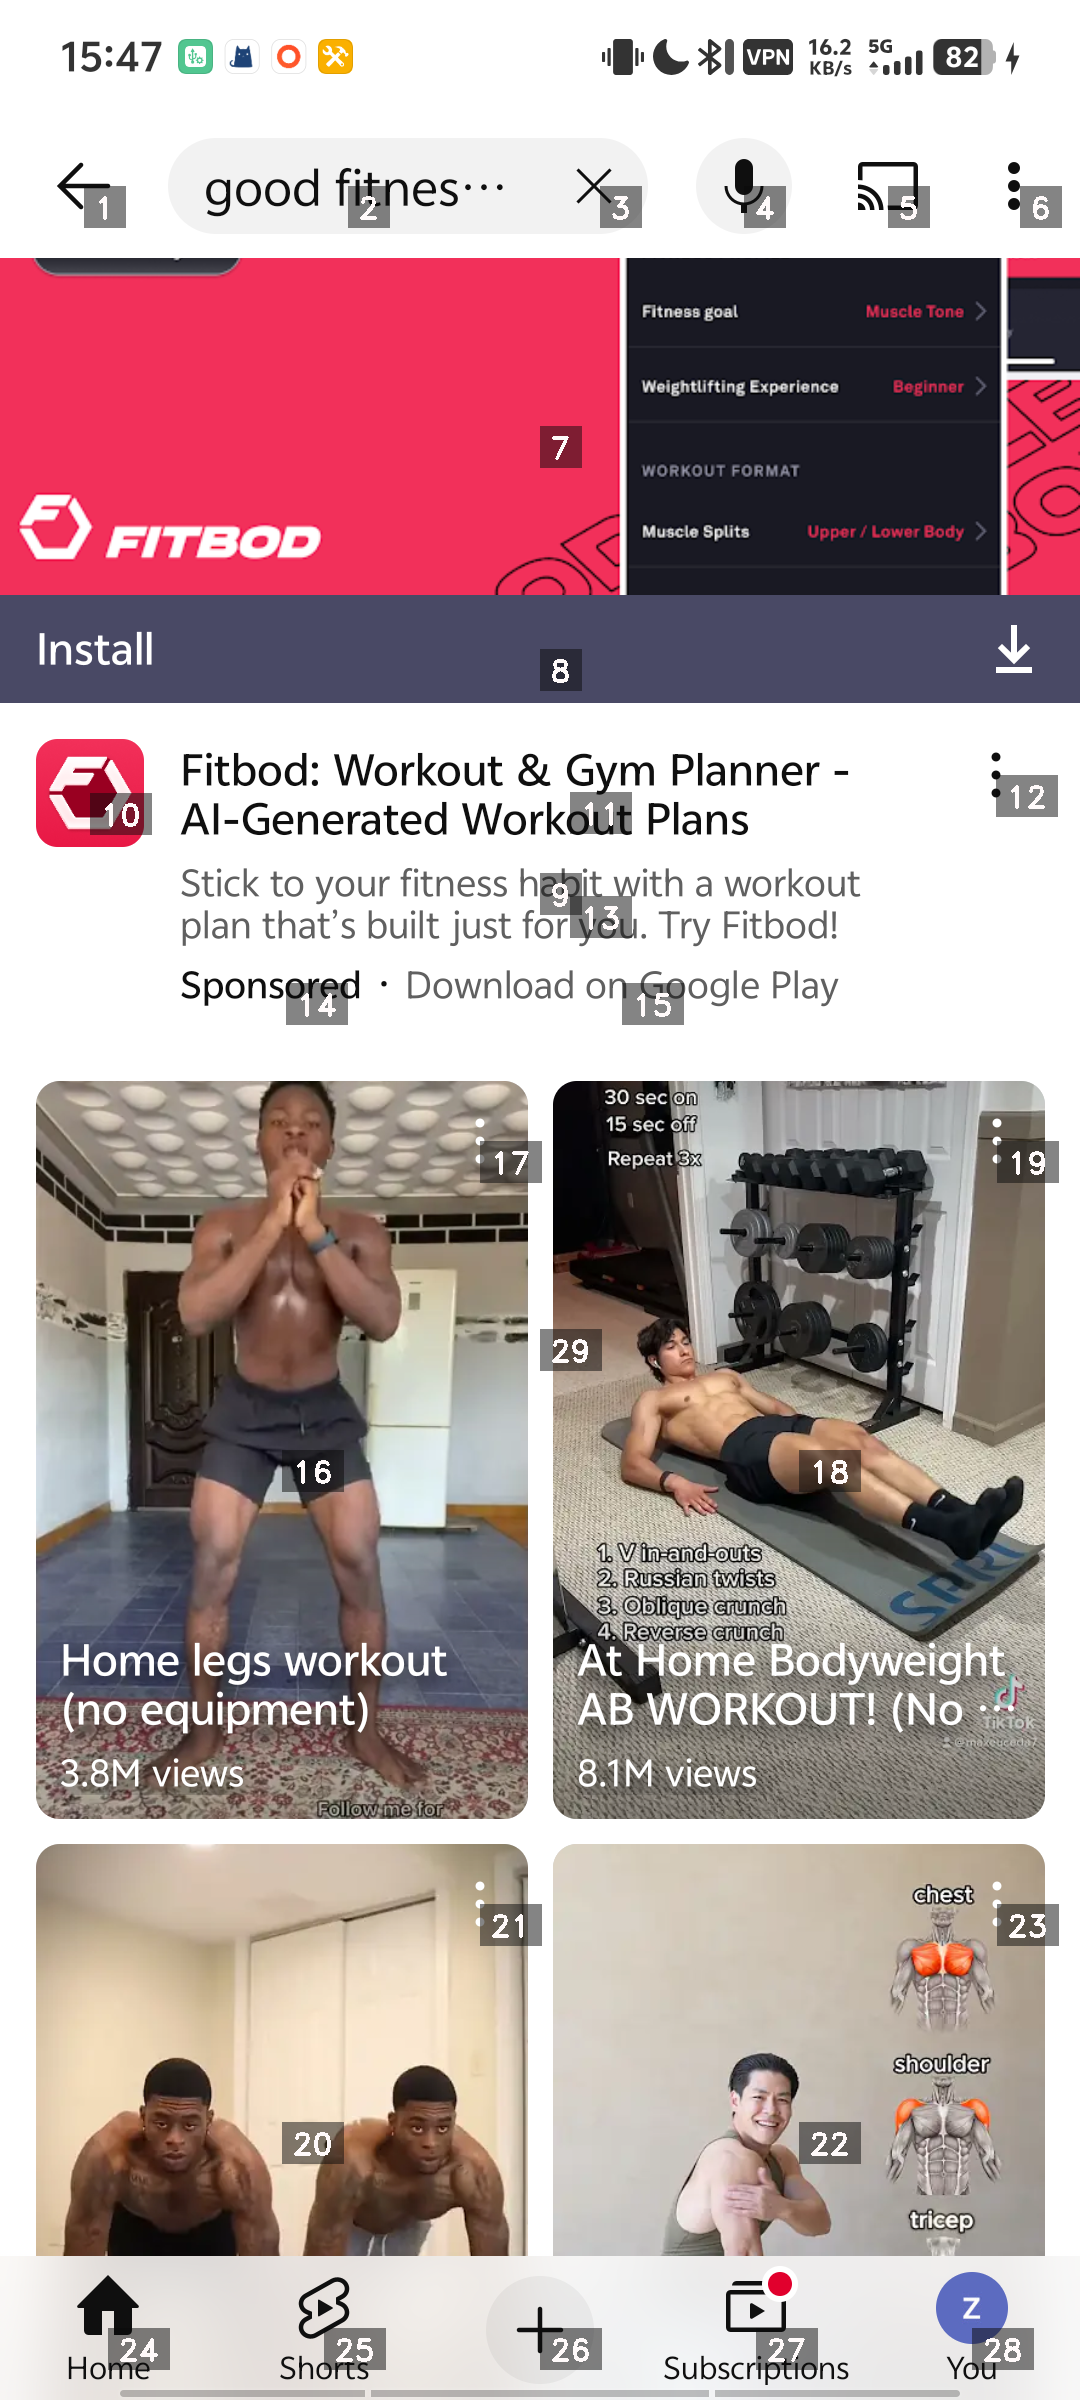 15:47
VPN
16.2 KB/s
5G
82
good fitnes...
1
2
3
4
5
6
Fitness goal
Muscle Tone
Weightlifting Experience
Beginner
7
WORKOUT FORMAT
Muscle Splits
Upper / Lower Body
FITBOD
Install
8
Fitbod: Workout & Gym Planner -
AI-Generated Workout Plans
10
11
12
Stick to your fitness habit with a workout
plan that's built just for you. Try Fitbod!
9
13
Sponsored · Download on Google Play
14
15
30 sec on
15 sec off
Repeat 3x
17
19
29
16
18
1. V in-and-outs
2. Russian twists
3. Oblique crunch
4. Reverse crunch
Home legs workout
(no equipment)
3.8M views
Follow me for
At Home Bodyweight
AB WORKOUT! (No ...
TikTok
8.1M views
21
chest
23
shoulder
20
22
tricep
24
25
26
27
28
Home
Shorts
Subscriptions
Z
You